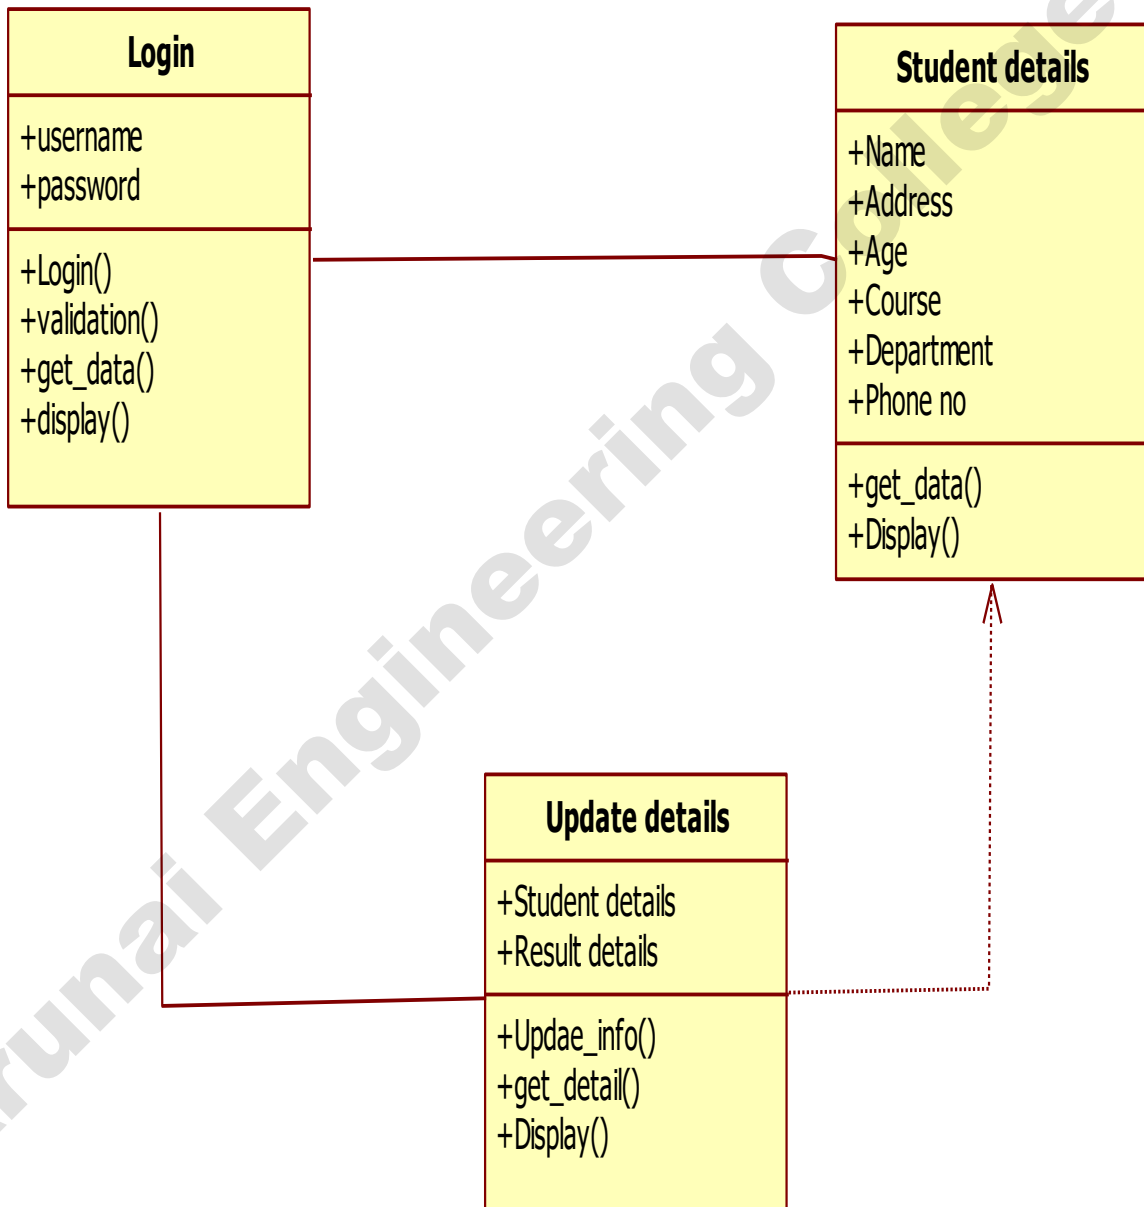 Login
+username
+password
+Login()
+validation()
+get_data()
+display()
Student details
+Name
+Address
+Age
+Course
+Department
+Phone no
+get_data()
+Display()
Update details
+Student details
+Result details
+Updae_info()
+get_detail()
+Display()
Engineering College